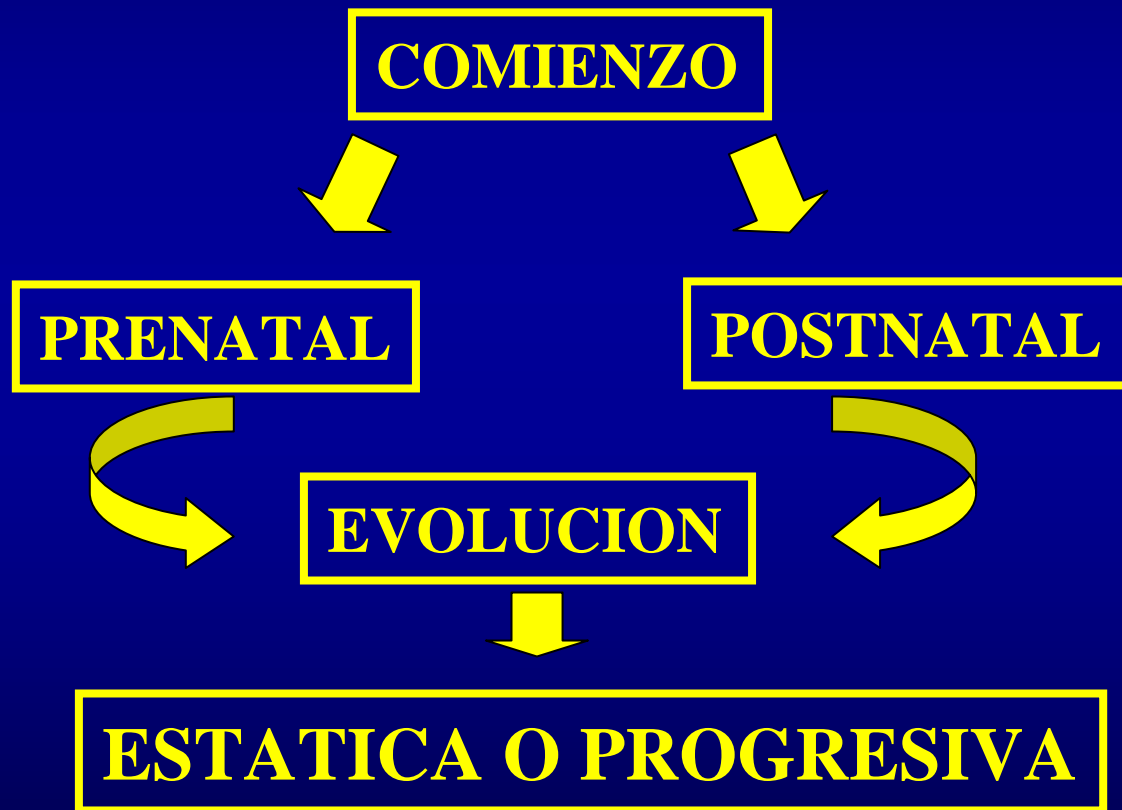 COMIENZO
PRENATAL
POSTNATAL
EVOLUCION
ESTATICA O PROGRESIVA